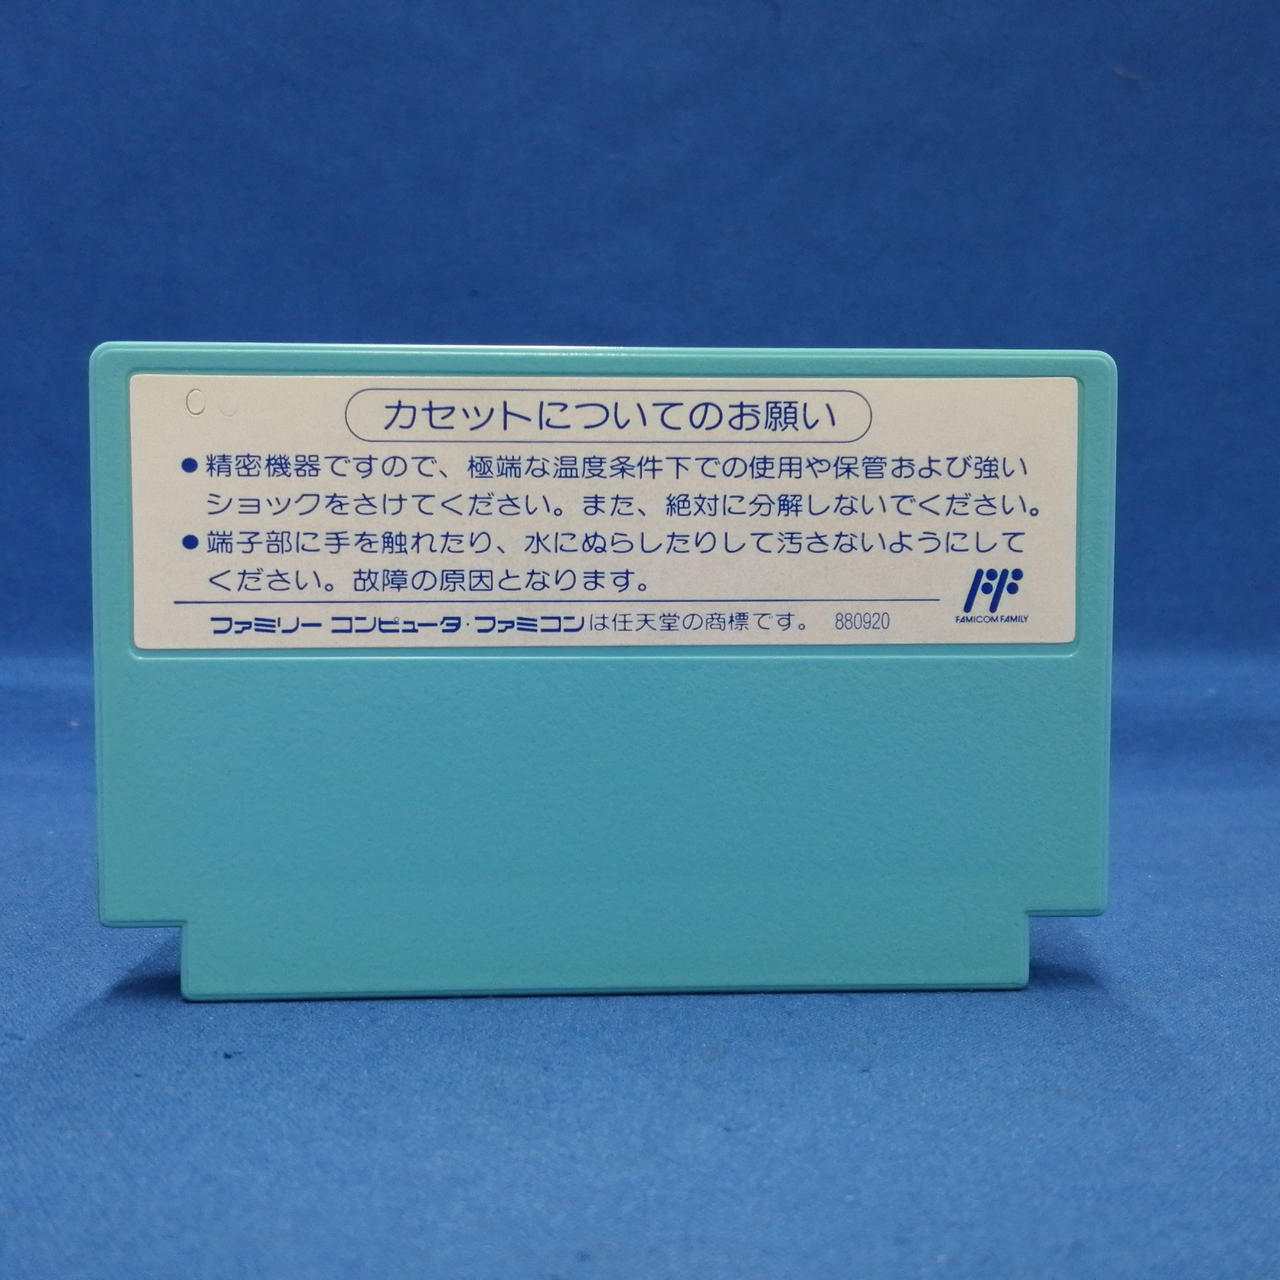 カセットについてのお願い
●精密機器ですので、極端な温度条件下での使用や保管および強い
ショックをさけてください。また、絶対に分解しないでください。
●端子部に手を触れたり、水にぬらしたりして汚さないようにして
ください。故障の原因となります。
ファミリー コンピュータ・ファミコンは任天堂の商標です。 880920
FAMICOM FAMILY